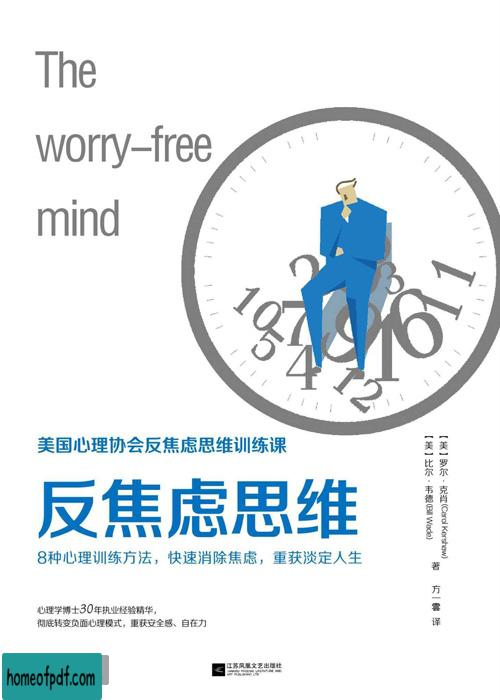 The
worry-free
mind
10
5
4
12
7
2
9
8
1
6
11
美国心理协会反焦虑思维训练课
【美】罗尔·克肖(Carol Kershaw)
【美】比尔·韦德(Bill Wade)
著
方一雲 译
反焦虑思维
8种心理训练方法，快速消除焦虑，重获淡定人生
心理学博士30年执业经验精华，
彻底转变负面心理模式，重获安全感、自在力
江苏凤凰文艺出版社
homeofpdf.com